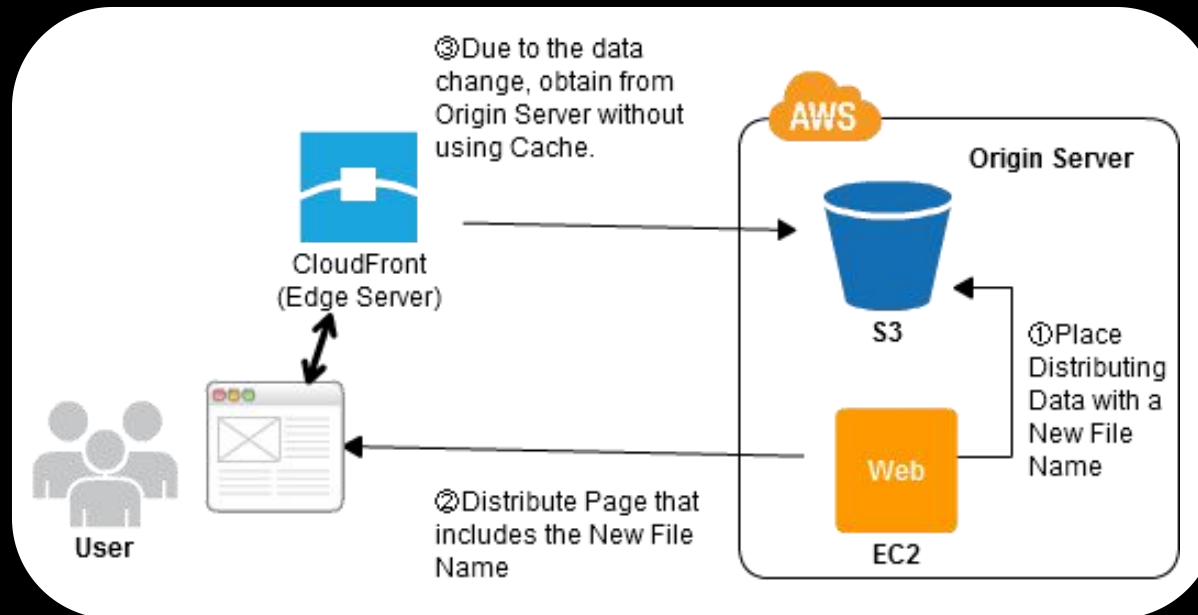 ③Due to the data
change, obtain from
Origin Server without
using Cache.
AWS
Origin Server
CloudFront
(Edge Server)
S3
①Place
Distributing
Data with a
New File
Name
Web
EC2
②Distribute Page that
includes the New File
Name
User